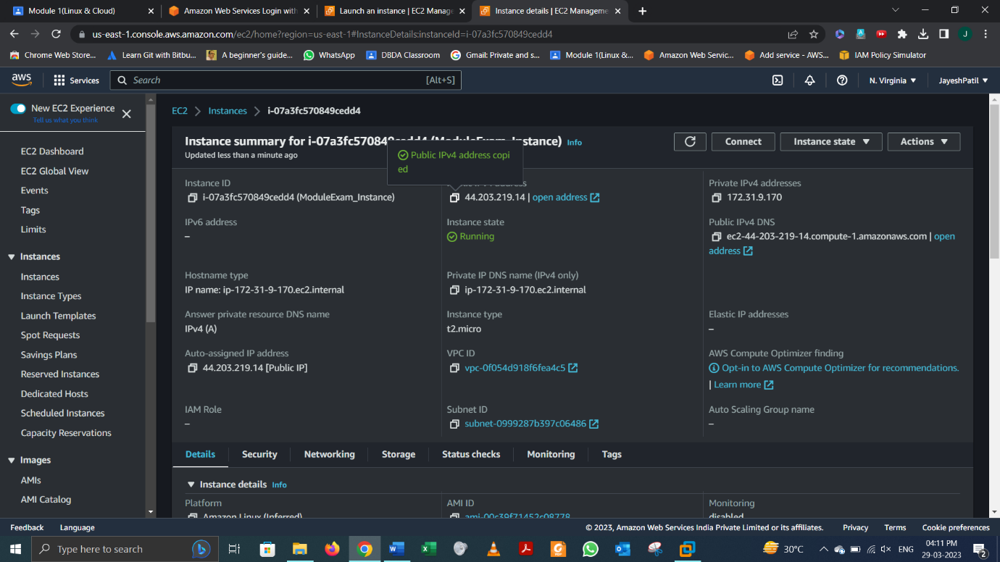 Module 1(Linux & Cloud)
Amazon Web Services Login with
Launch an instance | EC2 Manage
Instance details | EC2 Manageme
us-east-1.console.aws.amazon.com/ec2/home?region=us-east-1#InstanceDetails:instanceId=i-07a3fc570849cedd4
J
Chrome Web Store...
Learn Git with Bitbu...
A beginner's guide...
WhatsApp
DBDA Classroom
Gmail: Private and s...
Module 1(Linux &...
Amazon Web Servic...
Add service - AWS...
IAM Policy Simulator
aws
Services
Search
[Alt+S]
N. Virginia
JayeshPatil
New EC2 Experience
Tell us what you think
EC2 Dashboard
EC2 Global View
Events
Tags
Limits
Instances
Instances
Instance Types
Launch Templates
Spot Requests
Savings Plans
Reserved Instances
Dedicated Hosts
Scheduled Instances
Capacity Reservations
Images
AMIs
AMI Catalog
EC2 > Instances > i-07a3fc570849cedd4
Instance summary for i-07a3fc570849cedd4 (ModuleExam_Instance) Info
Updated less than a minute ago
Connect
Instance state
Actions
Public IPv4 address copi
ed
Instance ID
i-07a3fc570849cedd4 (ModuleExam_Instance)
44.203.219.14 | open address
Private IPv4 addresses
172.31.9.170
IPv6 address
–
Instance state
Running
Public IPv4 DNS
ec2-44-203-219-14.compute-1.amazonaws.com | open
address
Hostname type
IP name: ip-172-31-9-170.ec2.internal
Private IP DNS name (IPv4 only)
ip-172-31-9-170.ec2.internal
Answer private resource DNS name
IPv4 (A)
Instance type
t2.micro
Elastic IP addresses
–
Auto-assigned IP address
44.203.219.14 [Public IP]
VPC ID
vpc-0f054d918f6fea4c5
AWS Compute Optimizer finding
Opt-in to AWS Compute Optimizer for recommendations.
| Learn more
IAM Role
–
Subnet ID
subnet-0999287b397c06486
Auto Scaling Group name
–
Details
Security
Networking
Storage
Status checks
Monitoring
Tags
Instance details Info
Platform
Amazon Linux (Inferred)
AMI ID
ami-00c39f71452c08778
Monitoring
disabled
Feedback
Language
© 2023, Amazon Web Services India Private Limited or its affiliates.
Privacy
Terms
Cookie preferences
Type here to search
30°C
ENG
04:11 PM
29-03-2023
2